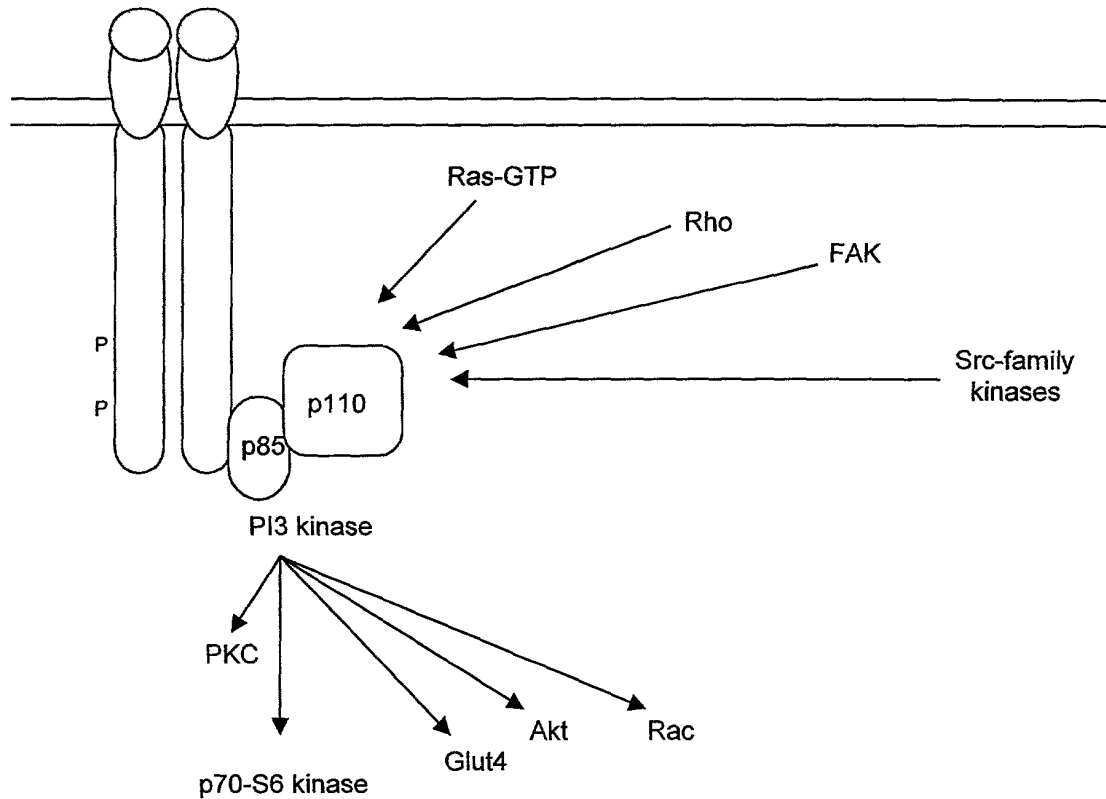 Ras-GTP
Rho
FAK
Src-family
kinases
P
P
p110
p85
PI3 kinase
PKC
p70-S6 kinase
Glut4
Akt
Rac